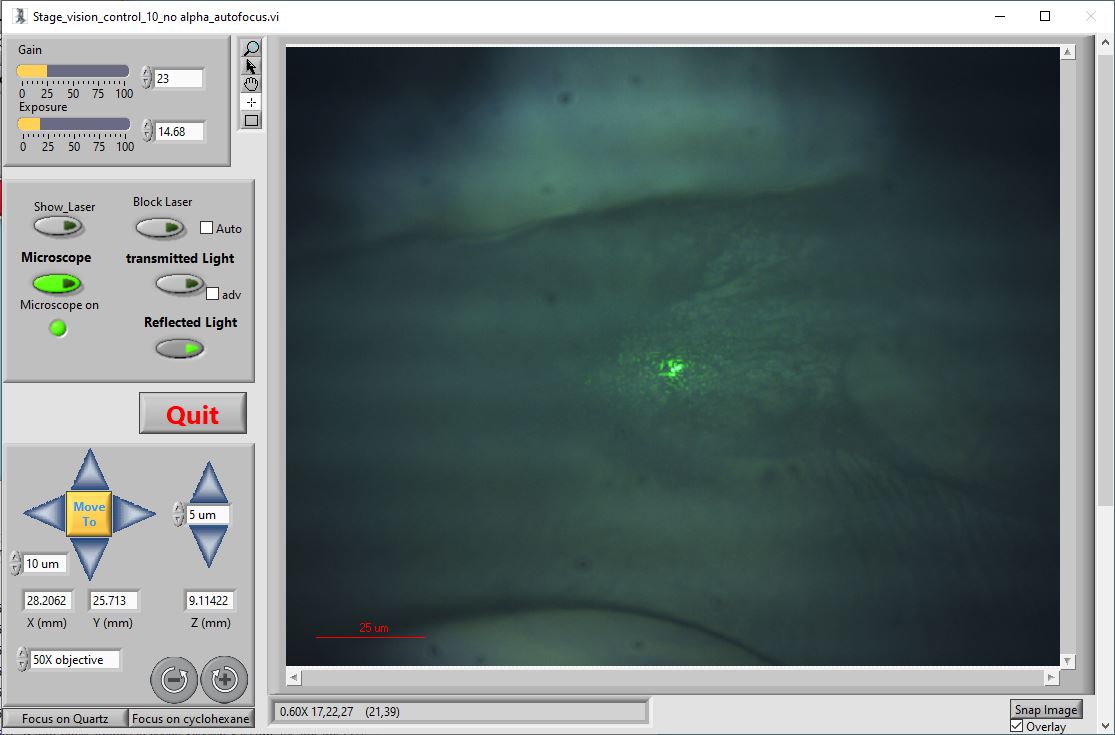 Stage_vision_control_10_no alpha_autofocus.vi
Gain
23
0 25 50 75 100
Exposure
14.68
0 25 50 75 100
Show_Laser
Block Laser
Auto
Microscope
transmitted Light
adv
Microscope on
Reflected Light
Quit
Move
To
5 um
10 um
28.2062
25.713
9.11422
X (mm)
Y (mm)
Z (mm)
50X objective
Focus on Quartz
Focus on cyclohexane
25 um
0.60X 17,22,27 (21,39)
Snap Image
Overlay